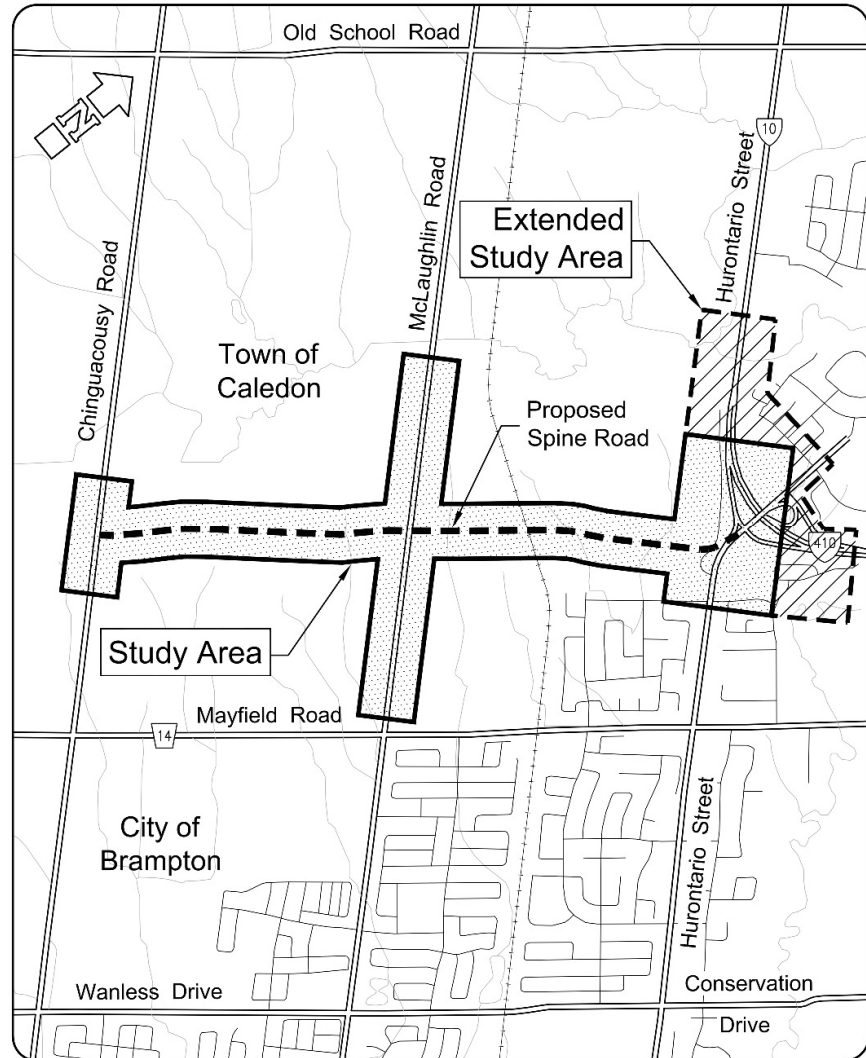 Old School Road
N
10
Hurontario Street
Extended
Study Area
McLaughlin Road
Chinguacousy Road
Town of
Caledon
Proposed
Spine Road
410
Study Area
Mayfield Road
14
City of
Brampton
Hurontario Street
Wanless Drive
Conservation
Drive